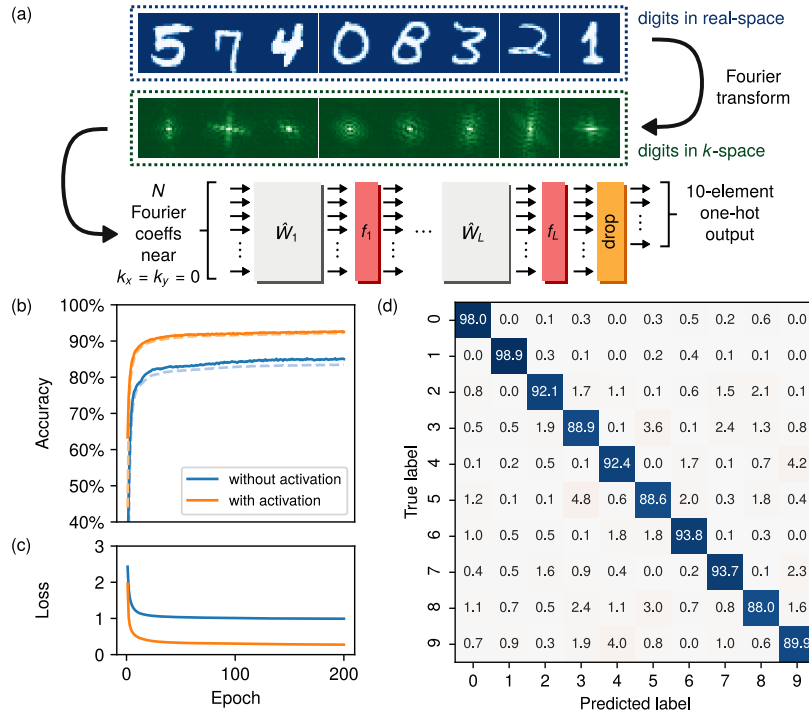 (a)
digits in real-space
5 7 4 0 8 3 2 1
Fourier
transform
digits in k-space
N
Fourier
coeffs
near
kₓ = kᵧ = 0
Ŵ₁
f₁
...
Ŵ_L
f_L
drop
10-element
one-hot
output
(b)
100%
90%
80%
70%
60%
50%
40%
Accuracy
without activation
with activation
(c)
3
2
1
0
Loss
0 100 200
Epoch
(d)
True label
0 98.0 0.0 0.1 0.3 0.0 0.3 0.5 0.2 0.6 0.0
1 0.0 98.9 0.3 0.1 0.0 0.2 0.4 0.1 0.1 0.0
2 0.8 0.0 92.1 1.7 1.1 0.1 0.6 1.5 2.1 0.1
3 0.5 0.5 1.9 88.9 0.1 3.6 0.1 2.4 1.3 0.8
4 0.1 0.2 0.5 0.1 92.4 0.0 1.7 0.1 0.7 4.2
5 1.2 0.1 0.1 4.8 0.6 88.6 2.0 0.3 1.8 0.4
6 1.0 0.5 0.5 0.1 1.8 1.8 93.8 0.1 0.3 0.0
7 0.4 0.5 1.6 0.9 0.4 0.0 0.2 93.7 0.1 2.3
8 1.1 0.7 0.5 2.4 1.1 3.0 0.7 0.8 88.0 1.6
9 0.7 0.9 0.3 1.9 4.0 0.8 0.0 1.0 0.6 89.9
0 1 2 3 4 5 6 7 8 9
Predicted label